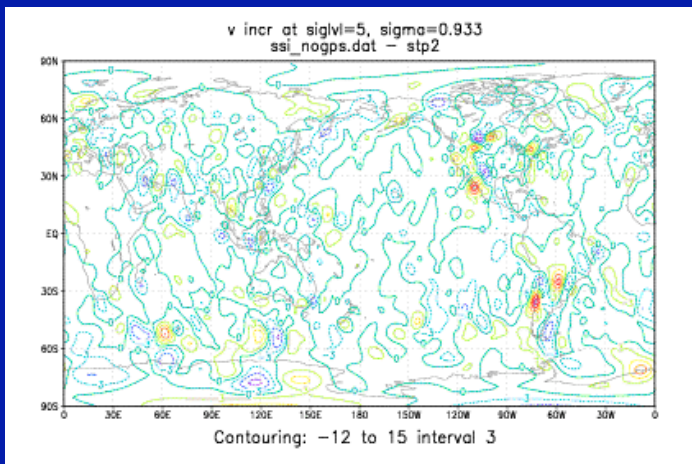 v incr at siglvl=5, sigma=0.933
ssi_nogps.dat - stp2
90N
60N
30N
EQ
30S
60S
90S
0 30E 60E 90E 120E 150E 180 150W 120W 90W 60W 30W 0
Contouring: -12 to 15 interval 3